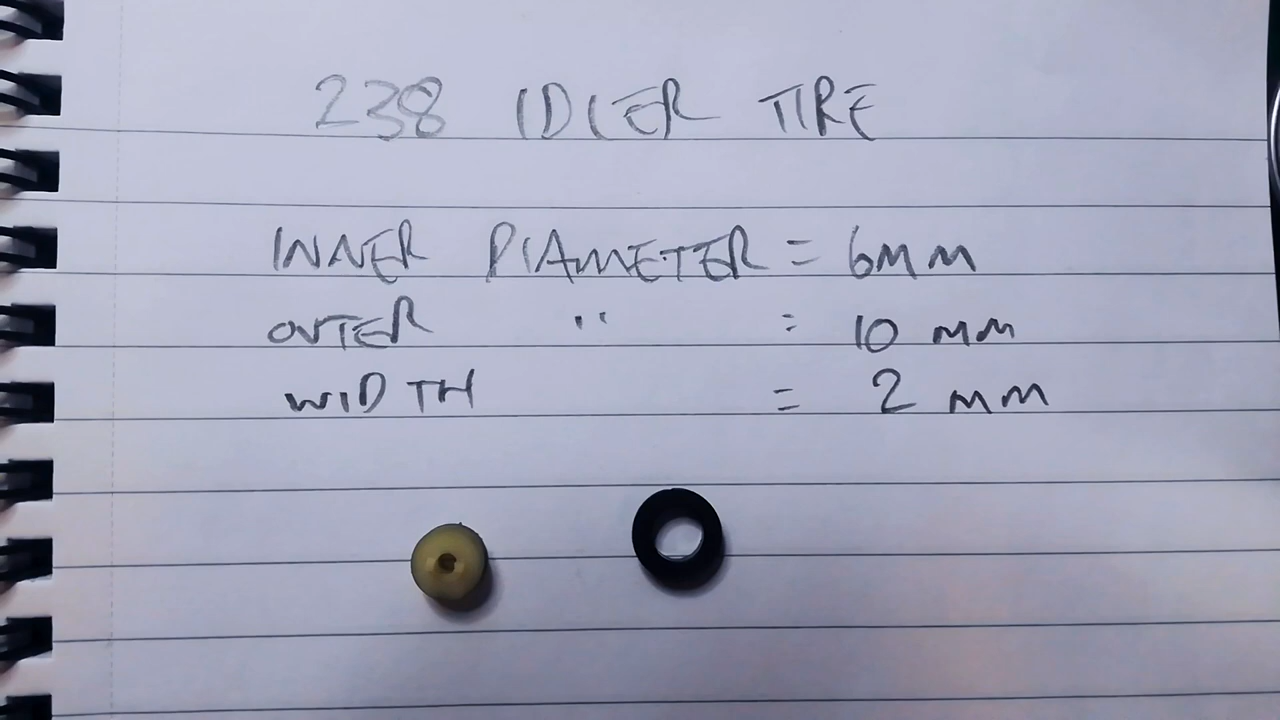 238 IDLER TIRE
INNER DIAMETER = 6MM
OUTER " = 10 MM
WIDTH = 2 MM